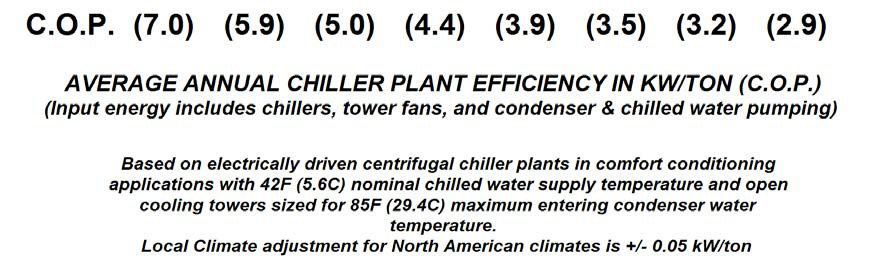 C.O.P. (7.0) (5.9) (5.0) (4.4) (3.9) (3.5) (3.2) (2.9)
AVERAGE ANNUAL CHILLER PLANT EFFICIENCY IN KW/TON (C.O.P.)
(Input energy includes chillers, tower fans, and condenser & chilled water pumping)
Based on electrically driven centrifugal chiller plants in comfort conditioning
applications with 42F (5.6C) nominal chilled water supply temperature and open
cooling towers sized for 85F (29.4C) maximum entering condenser water
temperature.
Local Climate adjustment for North American climates is +/- 0.05 kW/ton